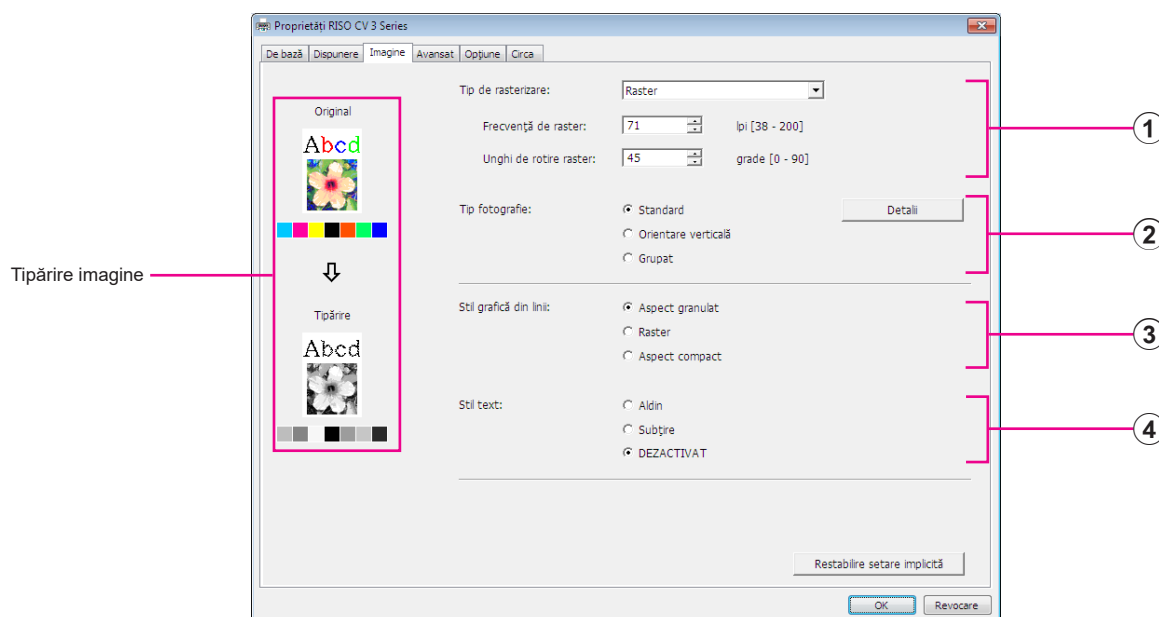 Proprietăți RISO CV 3 Series
De bază Dispunere Imagine Avansat Opțiune Circa
Tip de rasterizare: Raster
Original
Frecvență de raster: 71 lpi [38 - 200]
1
Abcd
Unghi de rotire raster: 45 grade [0 - 90]
Tip fotografie: Standard Detalii
Orientare verticală
2
Grupat
Tipărire imagine
Tipărire
Stil grafică din linii: Aspect granulat
Raster
3
Abcd
Aspect compact
Stil text: Aldin
Subțire
4
DEZACTIVAT
Restabilire setare implicită
OK Revocare